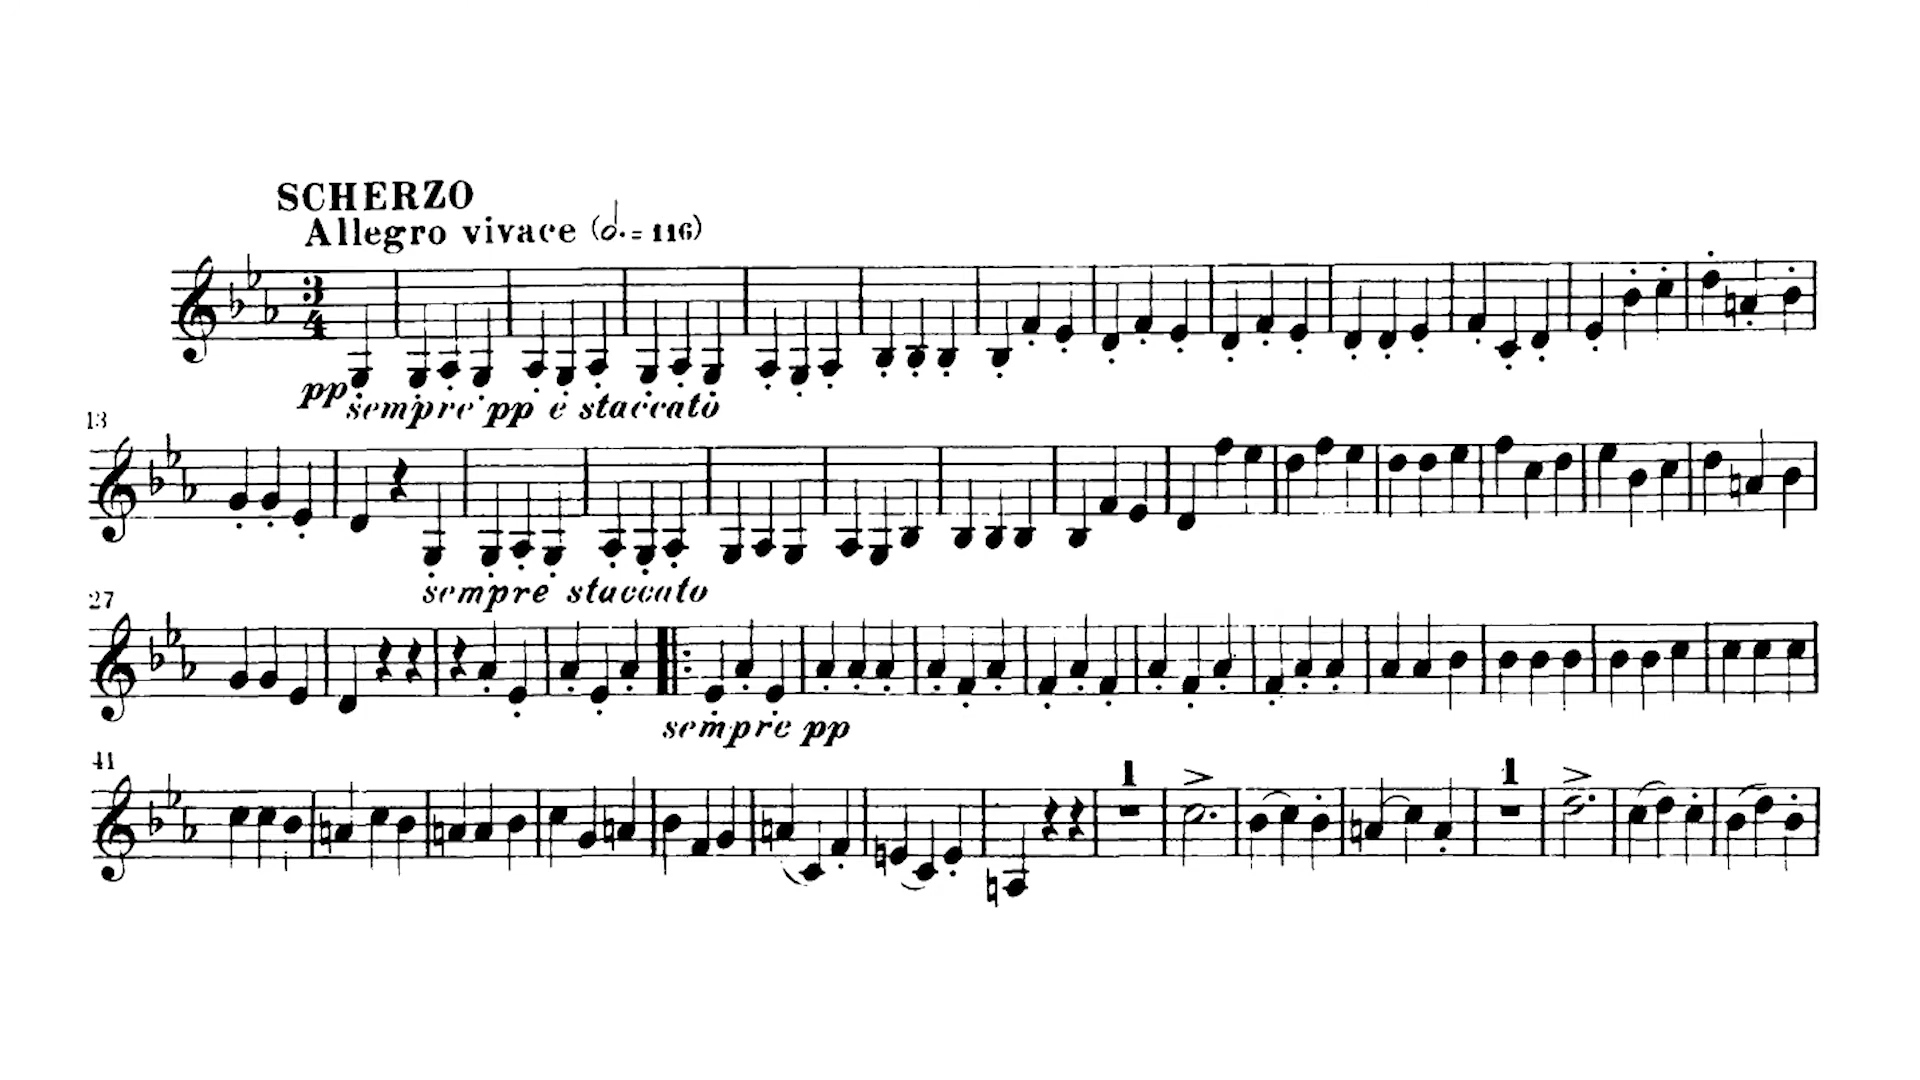 SCHERZO
Allegro vivace (𝅗𝅥. = 116)
3
4
pp sempre pp e staccato
13
sempre staccato
27
sempre pp
41
1 1